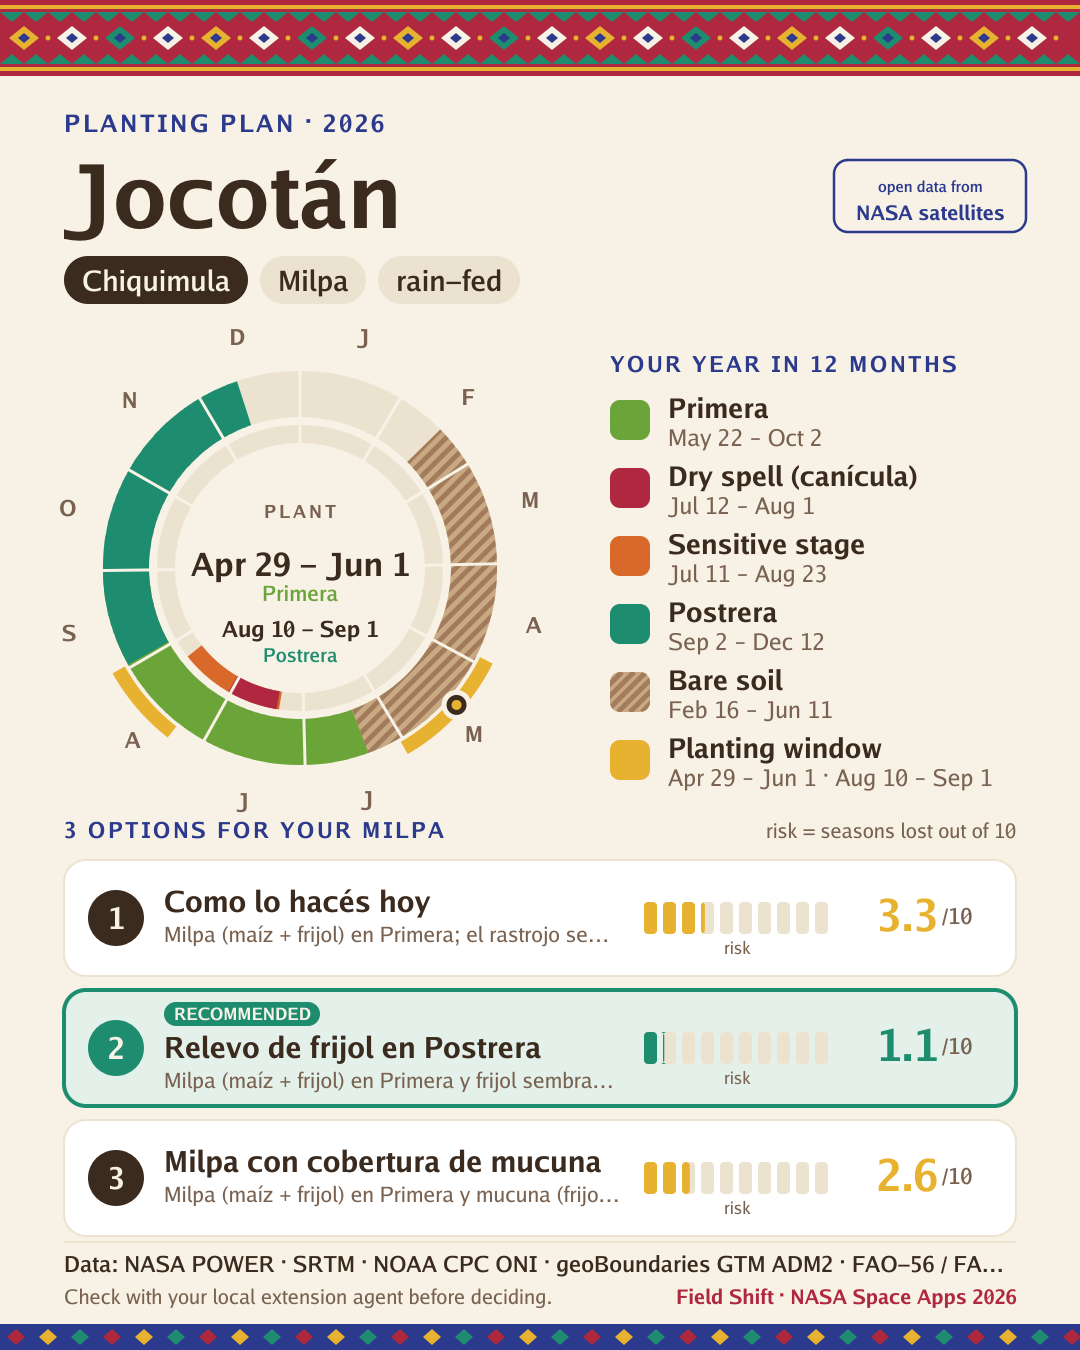 PLANTING PLAN · 2026
Jocotán
open data from
NASA satellites
Chiquimula
Milpa
rain–fed
D
J
N
F
O
M
S
A
A
M
J
J
PLANT
Apr 29 – Jun 1
Primera
Aug 10 – Sep 1
Postrera
YOUR YEAR IN 12 MONTHS
Primera
May 22 – Oct 2
Dry spell (canícula)
Jul 12 – Aug 1
Sensitive stage
Jul 11 – Aug 23
Postrera
Sep 2 – Dec 12
Bare soil
Feb 16 – Jun 11
Planting window
Apr 29 – Jun 1 · Aug 10 – Sep 1
3 OPTIONS FOR YOUR MILPA
risk = seasons lost out of 10
1
Como lo hacés hoy
Milpa (maíz + frijol) en Primera; el rastrojo se…
risk
3.3 /10
RECOMMENDED
2
Relevo de frijol en Postrera
Milpa (maíz + frijol) en Primera y frijol sembra…
risk
1.1 /10
3
Milpa con cobertura de mucuna
Milpa (maíz + frijol) en Primera y mucuna (frijo…
risk
2.6 /10
Data: NASA POWER · SRTM · NOAA CPC ONI · geoBoundaries GTM ADM2 · FAO–56 / FA…
Check with your local extension agent before deciding.
Field Shift · NASA Space Apps 2026